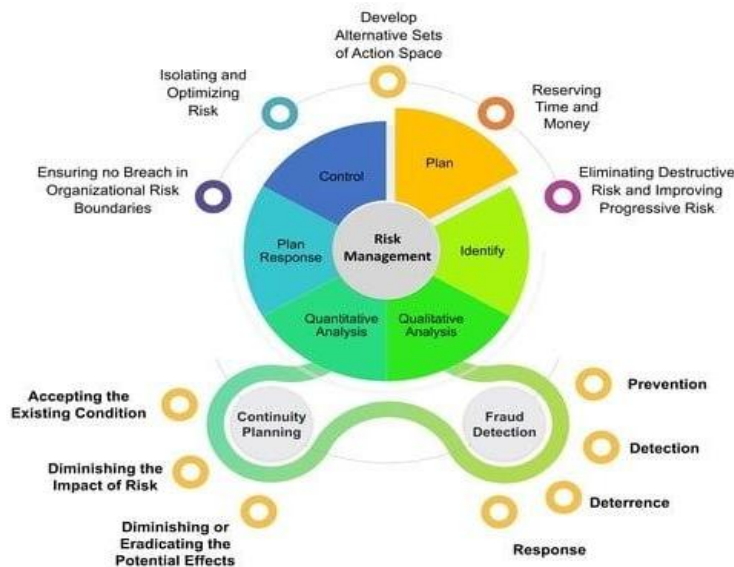 Develop
Alternative Sets
of Action Space
Isolating and
Optimizing
Risk
Reserving
Time and
Money
Ensuring no Breach in
Organizational Risk
Boundaries
Eliminating Destructive
Risk and Improving
Progressive Risk
Control
Plan
Plan
Response
Risk
Management
Identify
Quantitative
Analysis
Qualitative
Analysis
Accepting the
Existing Condition
Continuity
Planning
Fraud
Detection
Prevention
Detection
Diminishing the
Impact of Risk
Deterrence
Diminishing or
Eradicating the
Potential Effects
Response